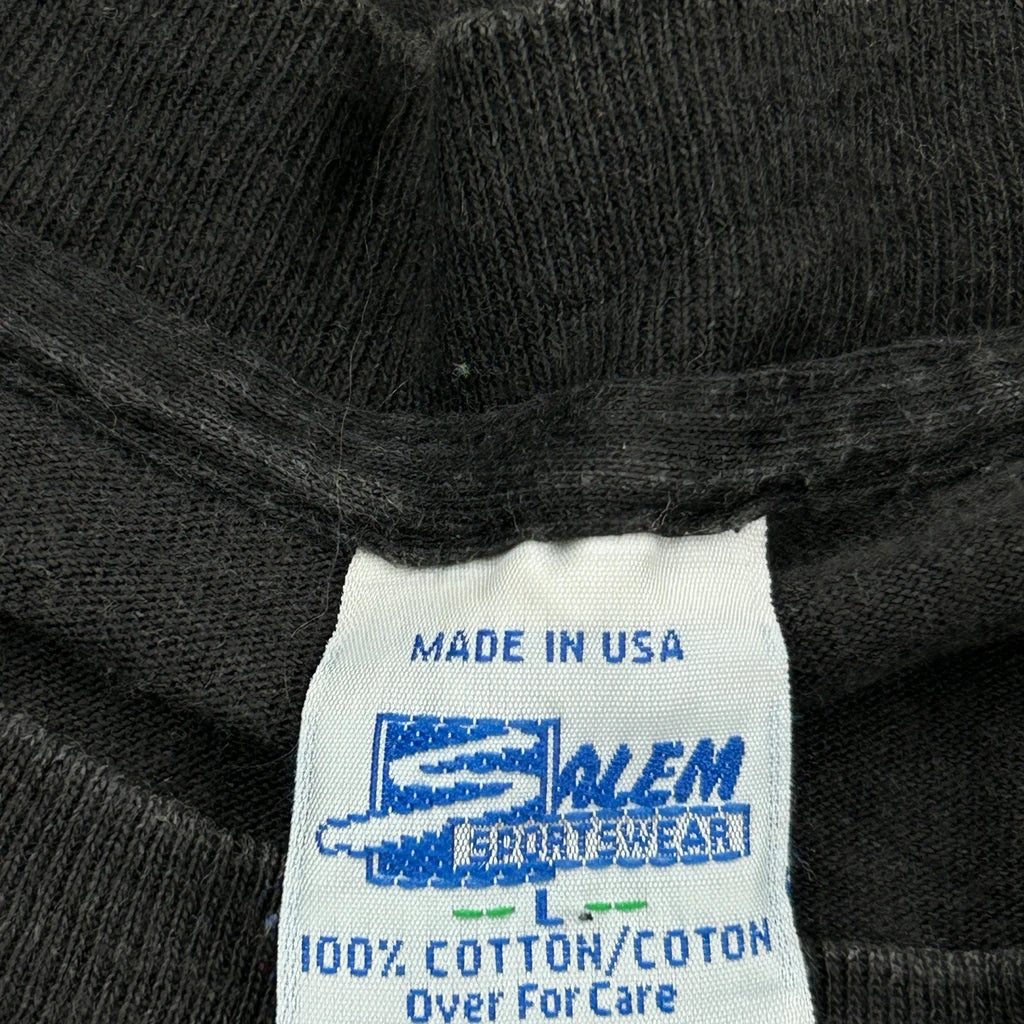 MADE IN USA
SALEM
SPORTSWEAR
-- L --
100% COTTON/COTON
Over For Care